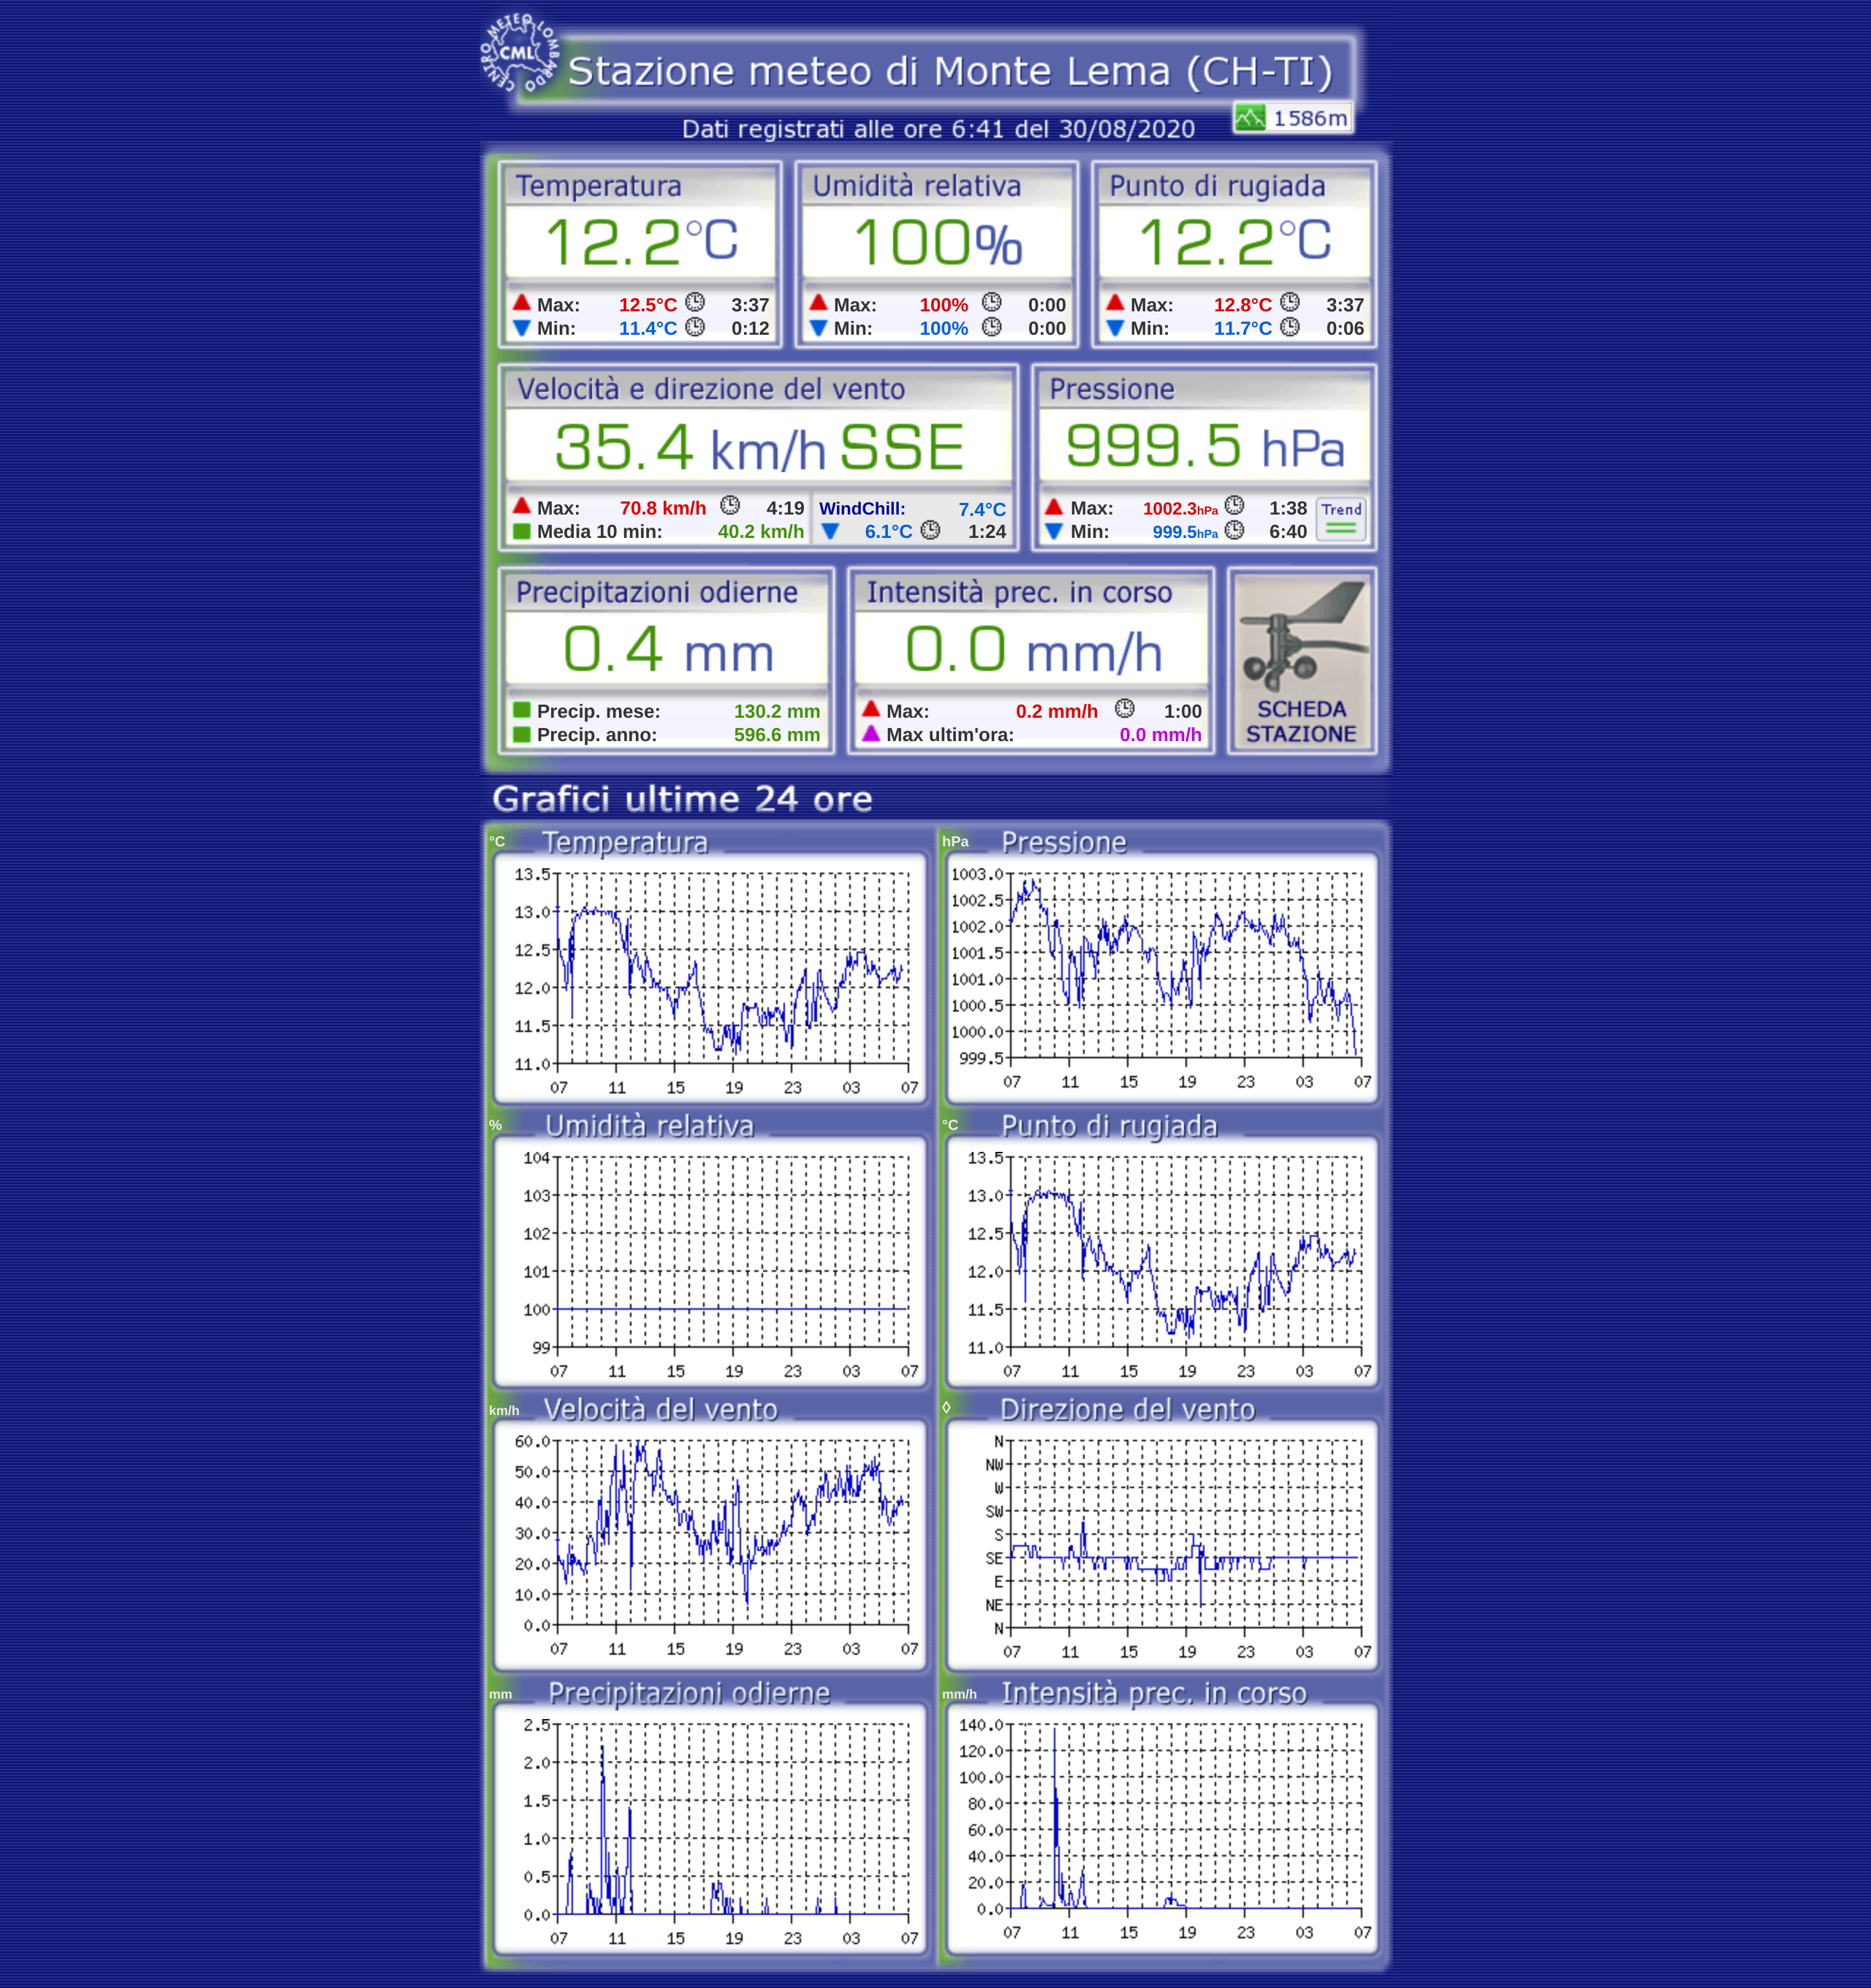 CENTRO METEO LOMBARDO
CML
Stazione meteo di Monte Lema (CH-TI)
1586m
Dati registrati alle ore 6:41 del 30/08/2020
Temperatura
12.2°C
Max: 12.5°C 3:37
Min: 11.4°C 0:12
Umidità relativa
100%
Max: 100% 0:00
Min: 100% 0:00
Punto di rugiada
12.2°C
Max: 12.8°C 3:37
Min: 11.7°C 0:06
Velocità e direzione del vento
35.4 km/h SSE
Max: 70.8 km/h 4:19
Media 10 min: 40.2 km/h
WindChill: 7.4°C
6.1°C 1:24
Pressione
999.5 hPa
Max: 1002.3hPa 1:38
Min: 999.5hPa 6:40
Trend
Precipitazioni odierne
0.4 mm
Precip. mese: 130.2 mm
Precip. anno: 596.6 mm
Intensità prec. in corso
0.0 mm/h
Max: 0.2 mm/h 1:00
Max ultim'ora: 0.0 mm/h
SCHEDA
STAZIONE
Grafici ultime 24 ore
°C Temperatura
13.5
13.0
12.5
12.0
11.5
11.0
07 11 15 19 23 03 07
hPa Pressione
1003.0
1002.5
1002.0
1001.5
1001.0
1000.5
1000.0
999.5
07 11 15 19 23 03 07
% Umidità relativa
104
103
102
101
100
99
07 11 15 19 23 03 07
°C Punto di rugiada
13.5
13.0
12.5
12.0
11.5
11.0
07 11 15 19 23 03 07
km/h Velocità del vento
60.0
50.0
40.0
30.0
20.0
10.0
0.0
07 11 15 19 23 03 07
◊ Direzione del vento
N
NW
W
SW
S
SE
E
NE
N
07 11 15 19 23 03 07
mm Precipitazioni odierne
2.5
2.0
1.5
1.0
0.5
0.0
07 11 15 19 23 03 07
mm/h Intensità prec. in corso
140.0
120.0
100.0
80.0
60.0
40.0
20.0
0.0
07 11 15 19 23 03 07